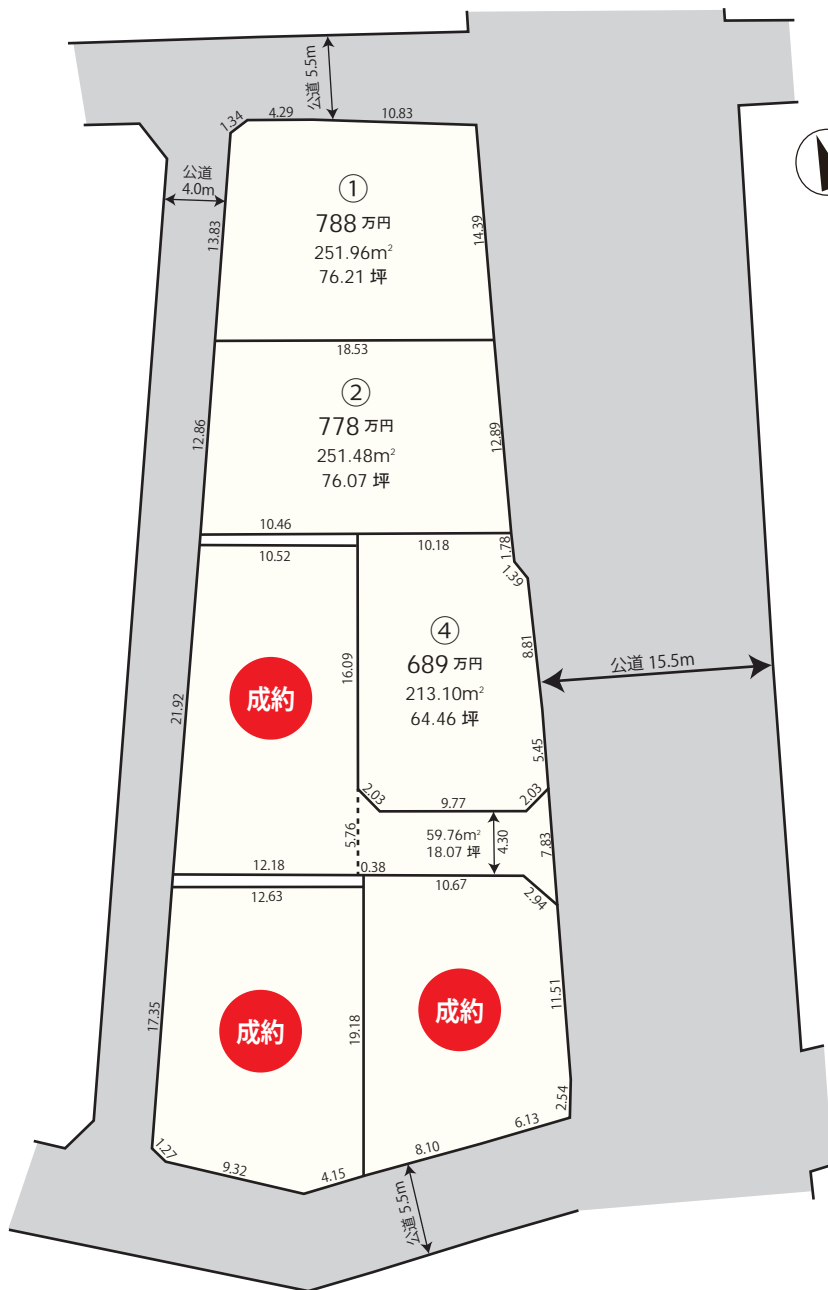 公道 5.5m
1.34
4.29
10.83
公道
4.0m
13.83
①
788 万円
251.96m²
76.21 坪
14.39
18.53
②
778 万円
251.48m²
76.07 坪
12.86
12.89
10.46
10.52
10.18
1.78
1.39
④
689 万円
213.10m²
64.46 坪
16.09
8.81
公道 15.5m
成約
21.92
5.45
2.03
9.77
2.03
5.76
59.76m²
18.07 坪
4.30
7.83
12.18
0.38
10.67
12.63
2.94
成約
成約
17.35
19.18
11.51
2.54
6.13
8.10
1.27
9.32
4.15
公道 5.5m